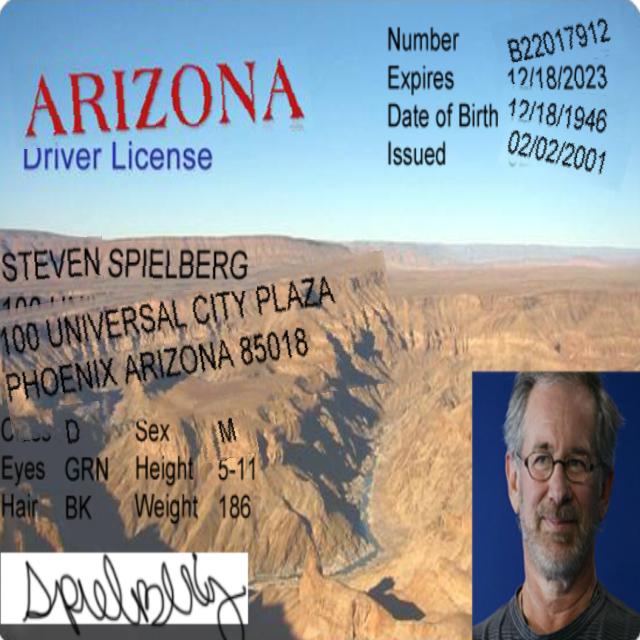 ARIZONA
Driver License
Number B22017912
Expires 12/18/2023
Date of Birth 12/18/1946
Issued 02/02/2001
STEVEN SPIELBERG
100
100 UNIVERSAL CITY PLAZA
PHOENIX ARIZONA 85018
D Sex M
Eyes GRN Height 5-11
Hair BK Weight 186
Spielberg